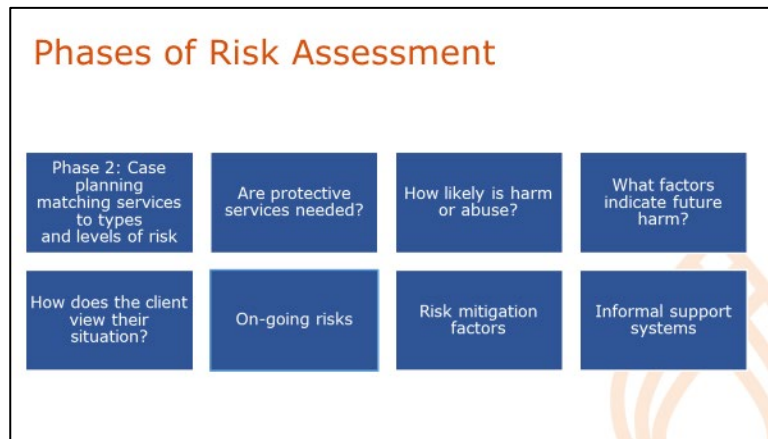 Phases of Risk Assessment
Phase 2: Case
planning
matching services
to types
and levels of risk
Are protective
services needed?
How likely is harm
or abuse?
What factors
indicate future
harm?
How does the client
view their
situation?
On-going risks
Risk mitigation
factors
Informal support
systems